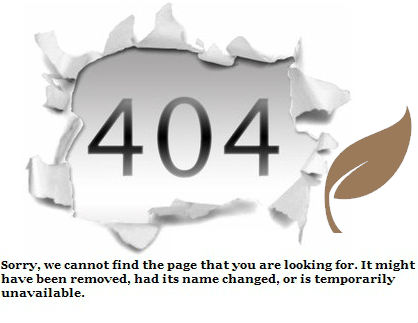 404
Sorry, we cannot find the page that you are looking for. It might
have been removed, had its name changed, or is temporarily
unavailable.